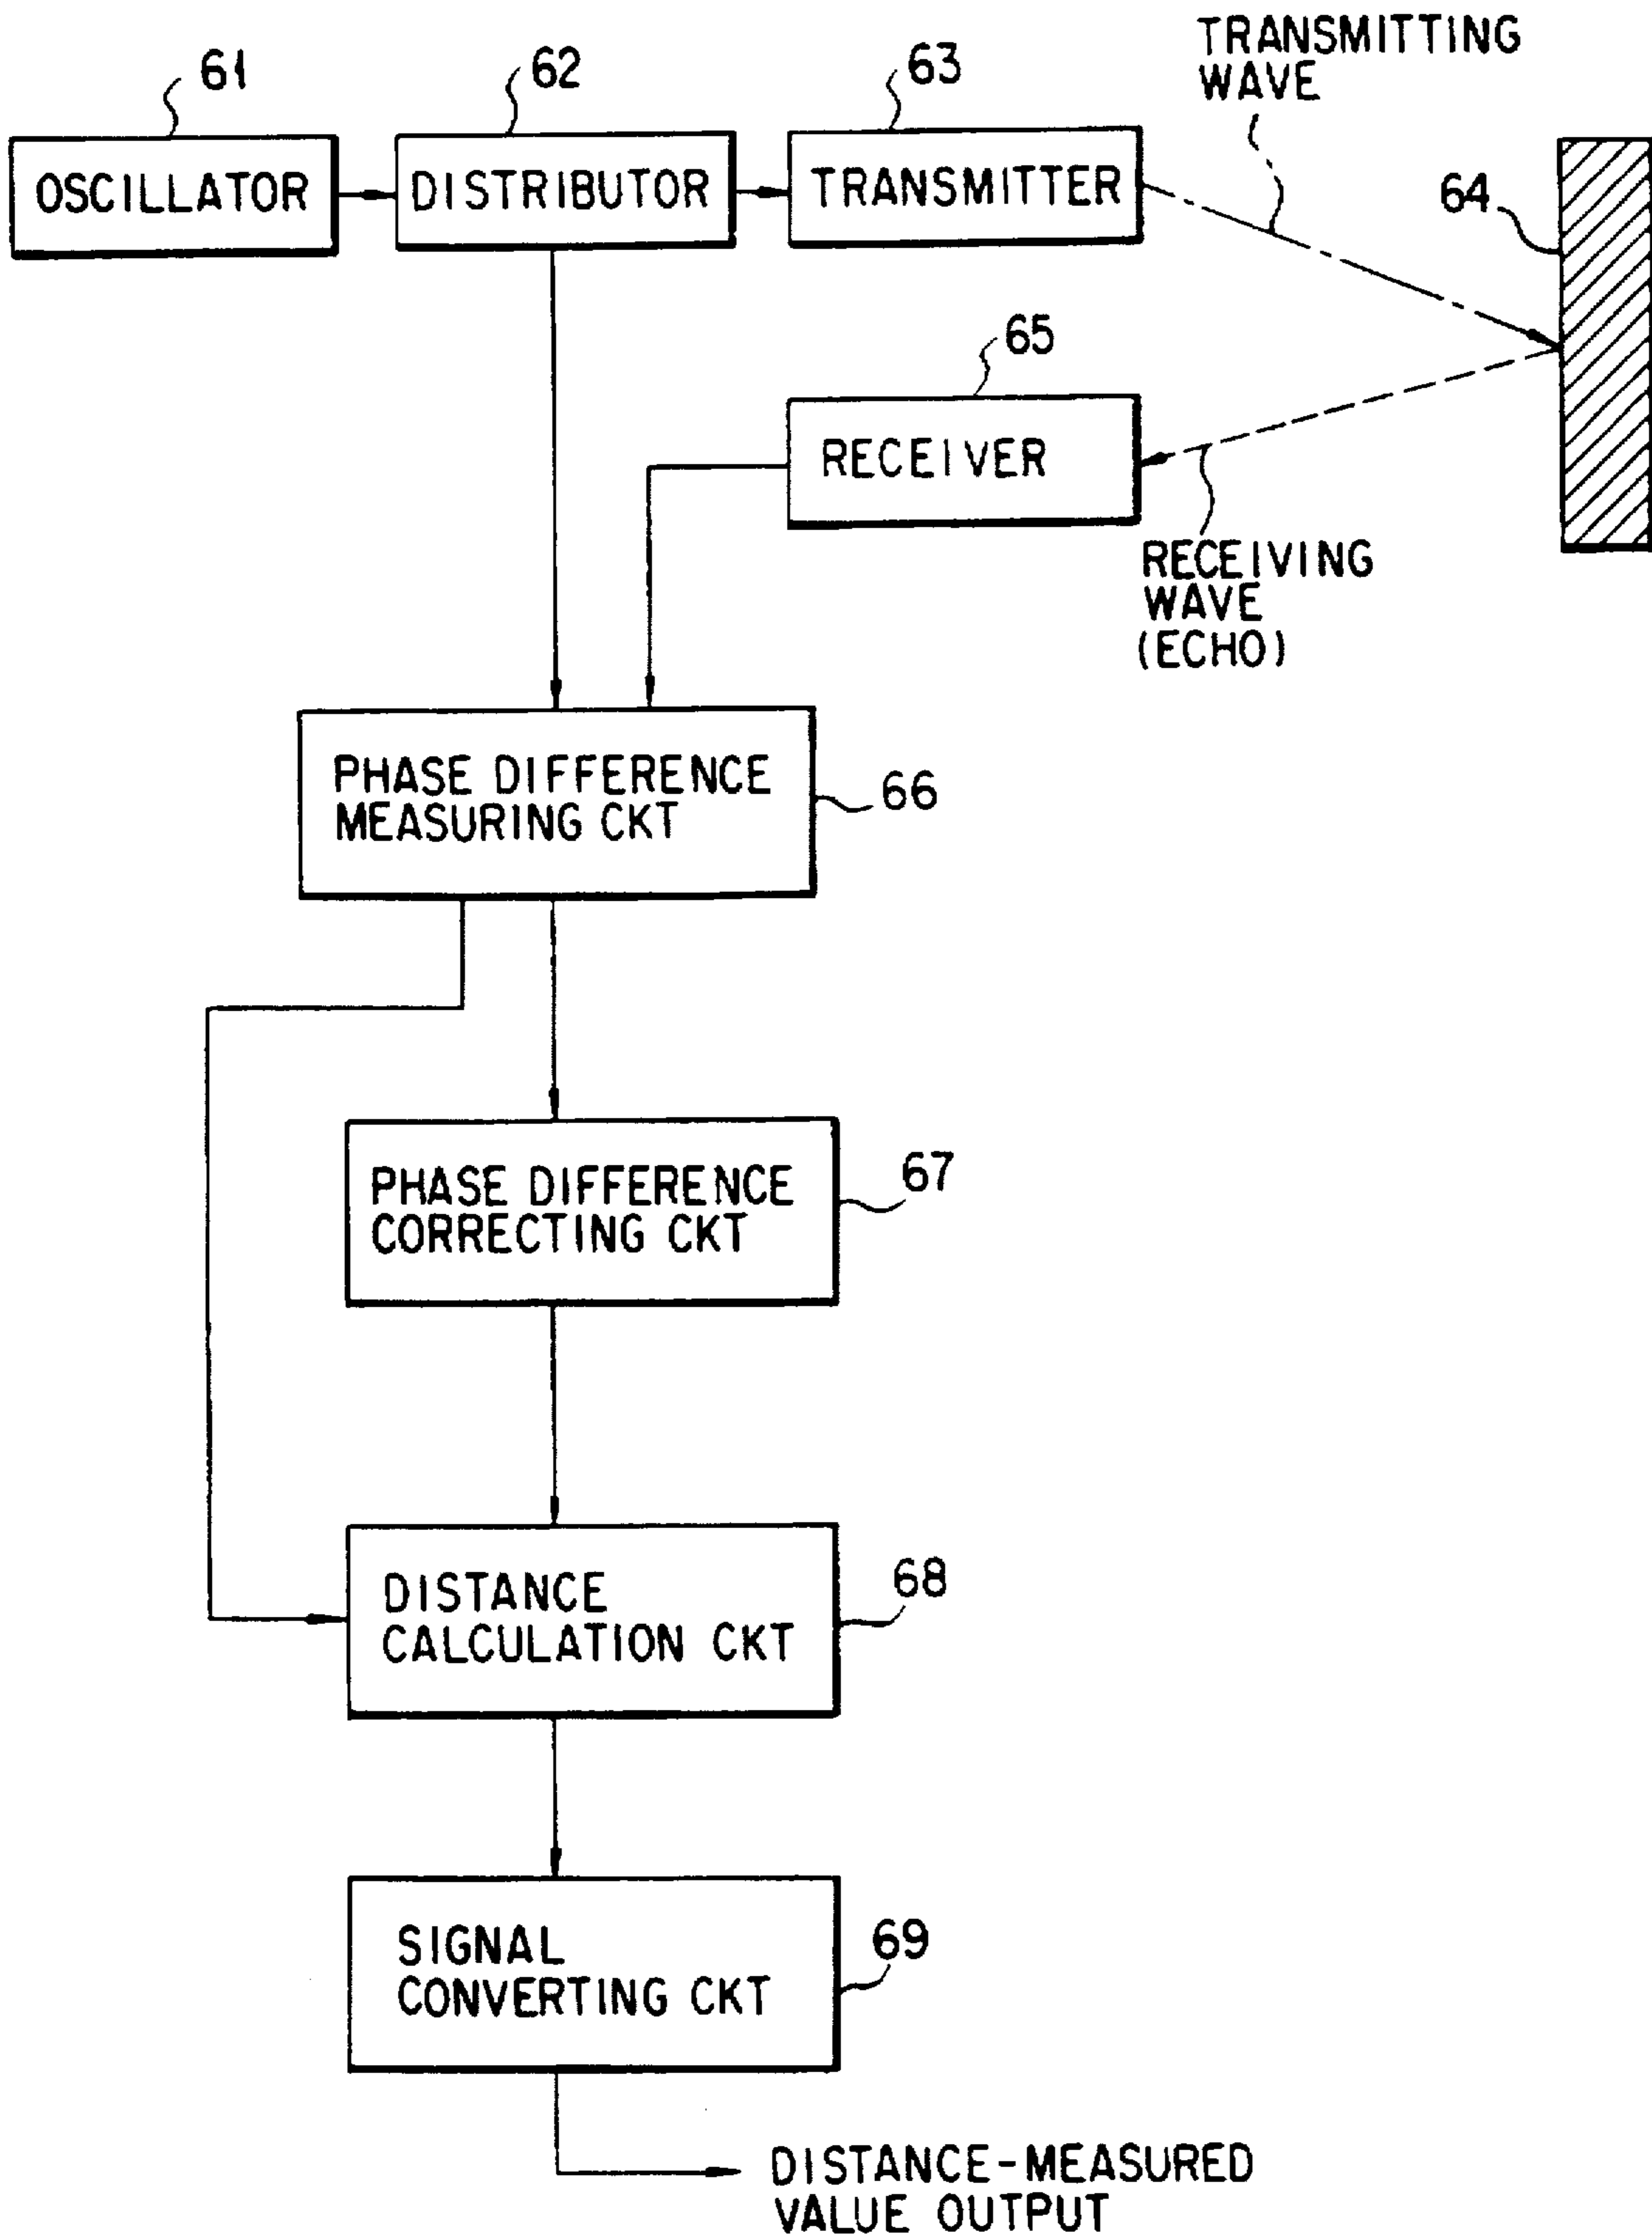 61
62
63
TRANSMITTING
WAVE
OSCILLATOR
DISTRIBUTOR
TRANSMITTER
64
65
RECEIVER
RECEIVING
WAVE
(ECHO)
PHASE DIFFERENCE
MEASURING CKT
66
PHASE DIFFERENCE
CORRECTING CKT
67
DISTANCE
CALCULATION CKT
68
SIGNAL
CONVERTING CKT
69
DISTANCE-MEASURED
VALUE OUTPUT